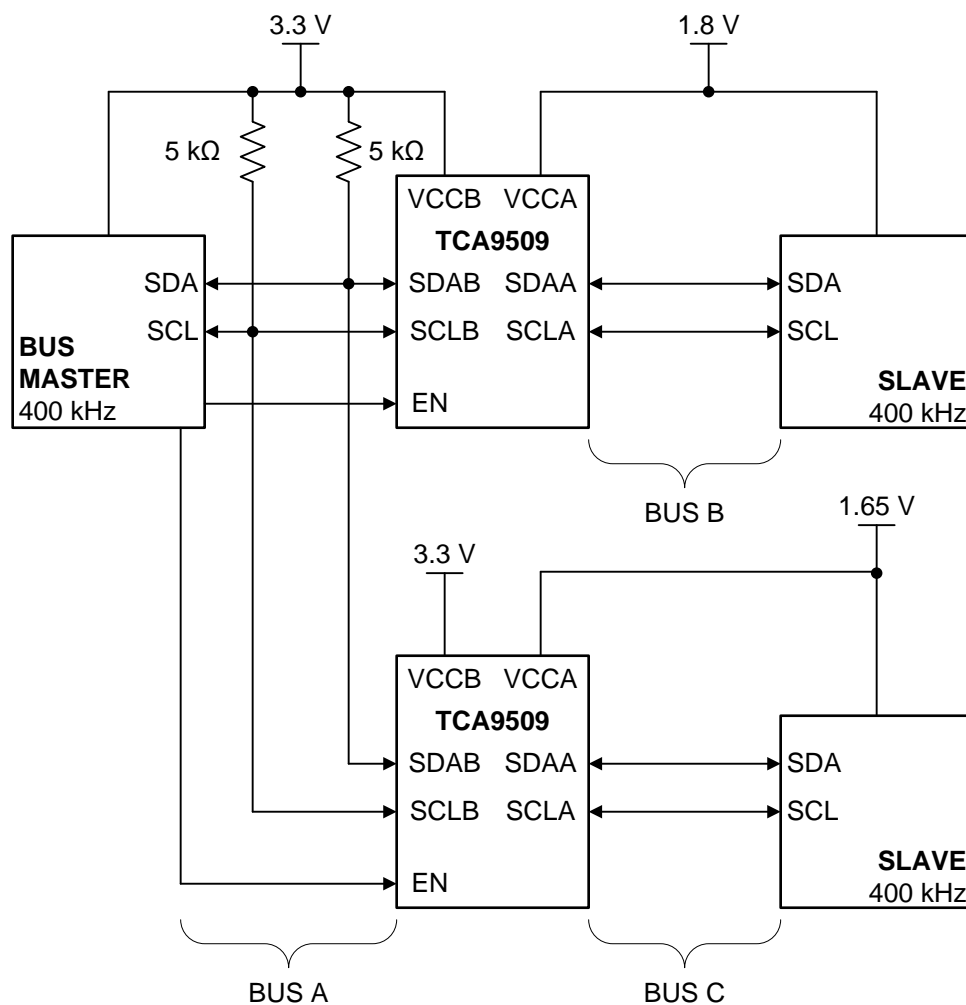 3.3 V
1.8 V
5 kΩ
5 kΩ
VCCB VCCA
TCA9509
SDA
SDAB SDAA
SDA
SCL
SCLB SCLA
SCL
BUS
MASTER
400 kHz
EN
SLAVE
400 kHz
BUS B
1.65 V
3.3 V
VCCB VCCA
TCA9509
SDAB SDAA
SDA
SCLB SCLA
SCL
EN
SLAVE
400 kHz
BUS A
BUS C